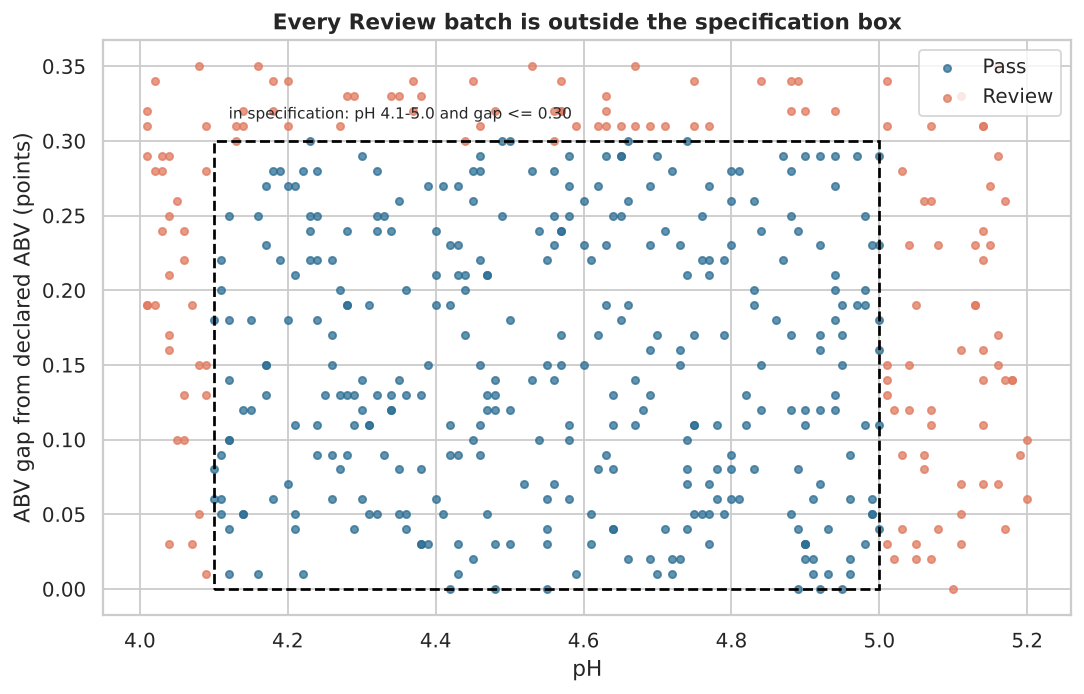 Every Review batch is outside the specification box
ABV gap from declared ABV (points)
0.35
0.30
0.25
0.20
0.15
0.10
0.05
0.00
in specification: pH 4.1-5.0 and gap <= 0.30
Pass
Review
4.0 4.2 4.4 4.6 4.8 5.0 5.2
pH